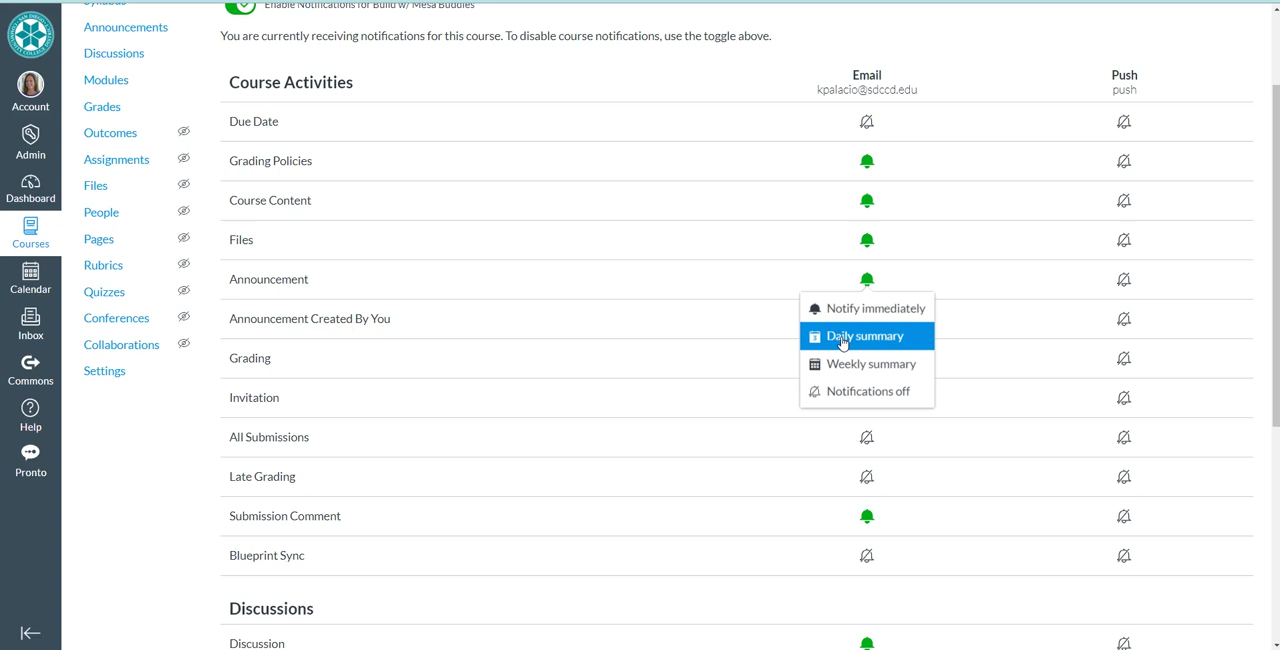 Syllabus
Enable Notifications for Build w/ Mesa Buddies
Announcements
You are currently receiving notifications for this course. To disable course notifications, use the toggle above.
Discussions
Modules
Grades
Outcomes
Assignments
Files
People
Pages
Rubrics
Quizzes
Conferences
Collaborations
Settings
Account
Admin
Dashboard
Courses
Calendar
Inbox
Commons
Help
Pronto
Course Activities
Email
kpalacio@sdccd.edu
Push
push
Due Date
Grading Policies
Course Content
Files
Announcement
Announcement Created By You
Grading
Invitation
All Submissions
Late Grading
Submission Comment
Blueprint Sync
Notify immediately
Daily summary
Weekly summary
Notifications off
Discussions
Discussion